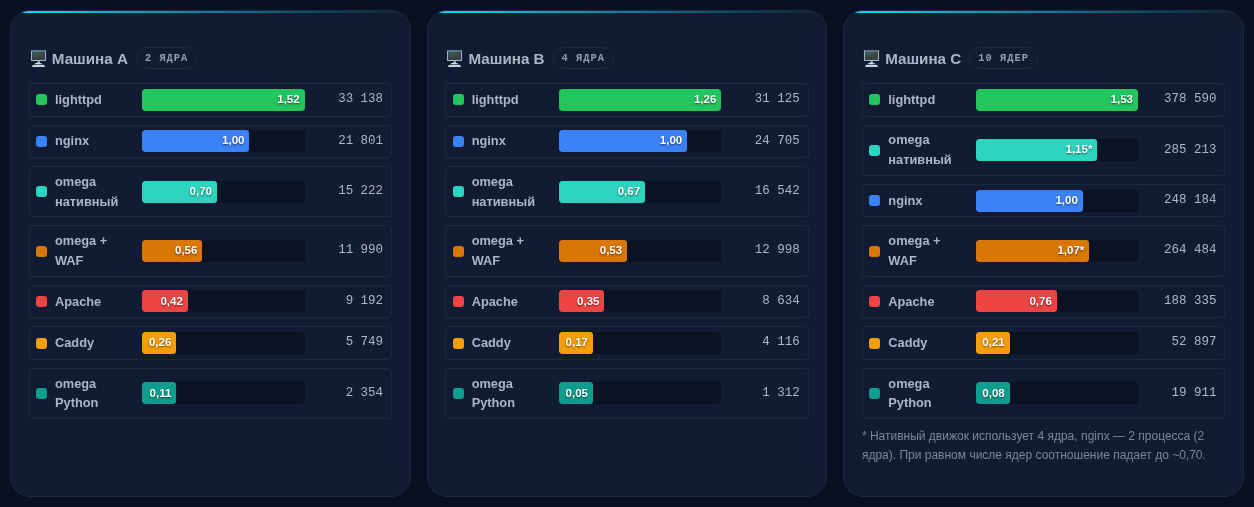 Машина A 2 ЯДРА
lighttpd 1,52 33 138
nginx 1,00 21 801
omega
нативный 0,70 15 222
omega +
WAF 0,56 11 990
Apache 0,42 9 192
Caddy 0,26 5 749
omega
Python 0,11 2 354
Машина B 4 ЯДРА
lighttpd 1,26 31 125
nginx 1,00 24 705
omega
нативный 0,67 16 542
omega +
WAF 0,53 12 998
Apache 0,35 8 634
Caddy 0,17 4 116
omega
Python 0,05 1 312
Машина C 10 ЯДЕР
lighttpd 1,53 378 590
omega
нативный 1,15* 285 213
nginx 1,00 248 184
omega +
WAF 1,07* 264 484
Apache 0,76 188 335
Caddy 0,21 52 897
omega
Python 0,08 19 911
* Нативный движок использует 4 ядра, nginx — 2 процесса (2
ядра). При равном числе ядер соотношение падает до ~0,70.